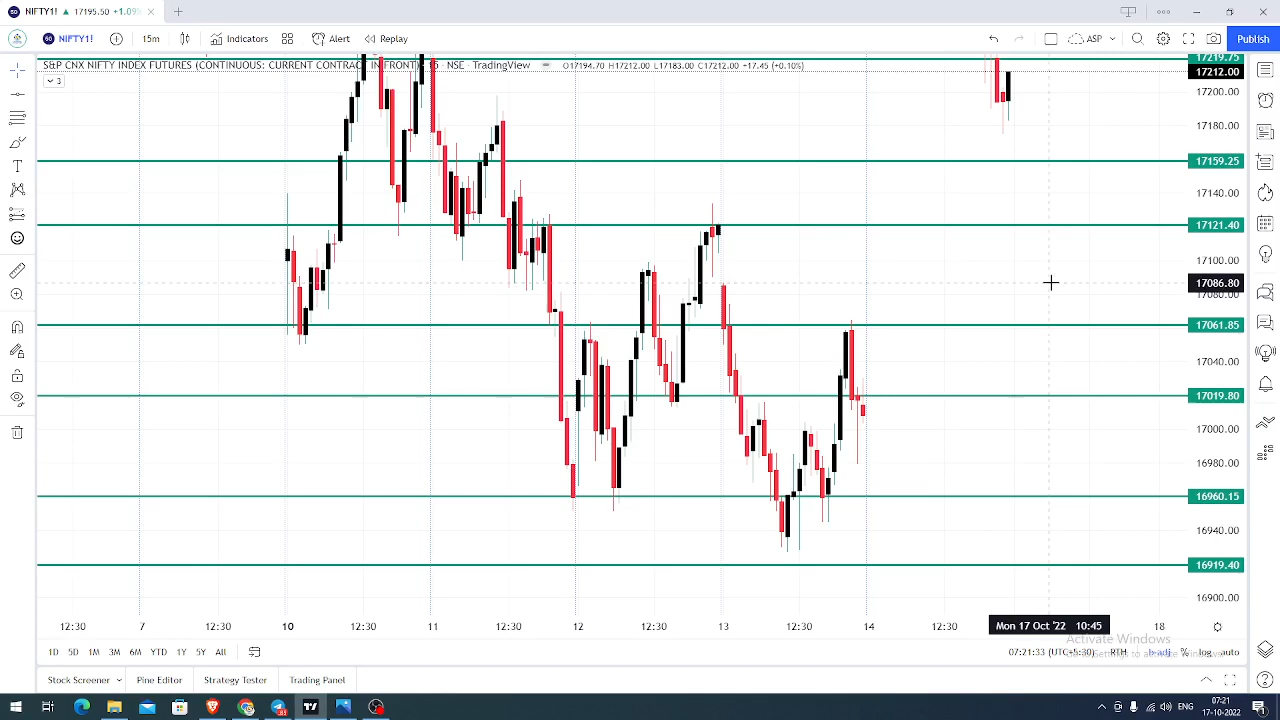 NIFTY1! 17195.50 +1.09%
NIFTY1! 15m Indicators Alert Replay ASP Publish
S&P CNX NIFTY INDEX FUTURES (CONTINUOUS: CURRENT CONTRACT IN FRONT) NSE - TradingView O17194.70 H17212.00 L17183.00 C17212.00 +17.45 (+0.10%)
3
17219.75
17212.00
17200.00
17180.00
17159.25
17140.00
17121.40
17100.00
17086.80
17080.00
17061.85
17040.00
17019.80
17000.00
16980.00
16960.15
16940.00
16919.40
16900.00
12:30 7 12:30 10 12:30 11 12:30 12 12:30 13 12:30 14 12:30 Mon 17 Oct '22 10:45 18
Activate Windows
1D 5D 1M 3M 6M YTD 1Y 5Y All 07:21:33 (UTC+5:30) % log auto
Stock Screener Pine Editor Strategy Tester Trading Panel
ENG 07:21
17-10-2022